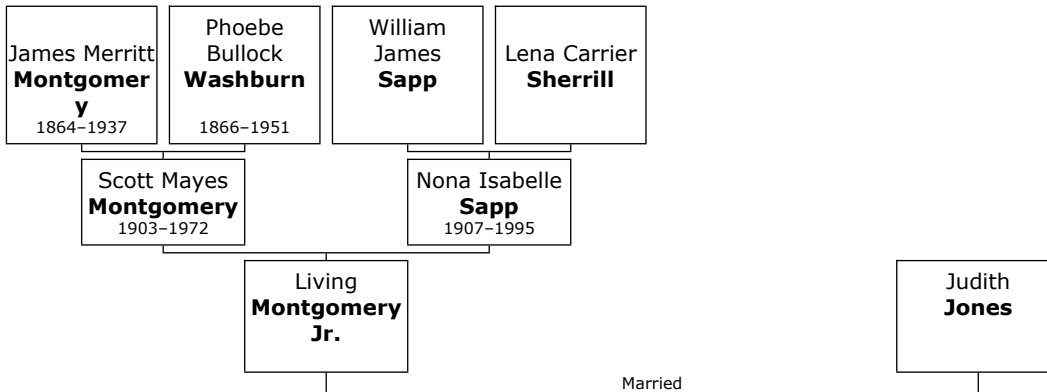 James Merritt
Montgomer
y
1864–1937
Phoebe
Bullock
Washburn
1866–1951
William
James
Sapp
Lena Carrier
Sherrill
Scott Mayes
Montgomery
1903–1972
Nona Isabelle
Sapp
1907–1995
Living
Montgomery
Jr.
Judith
Jones
Married